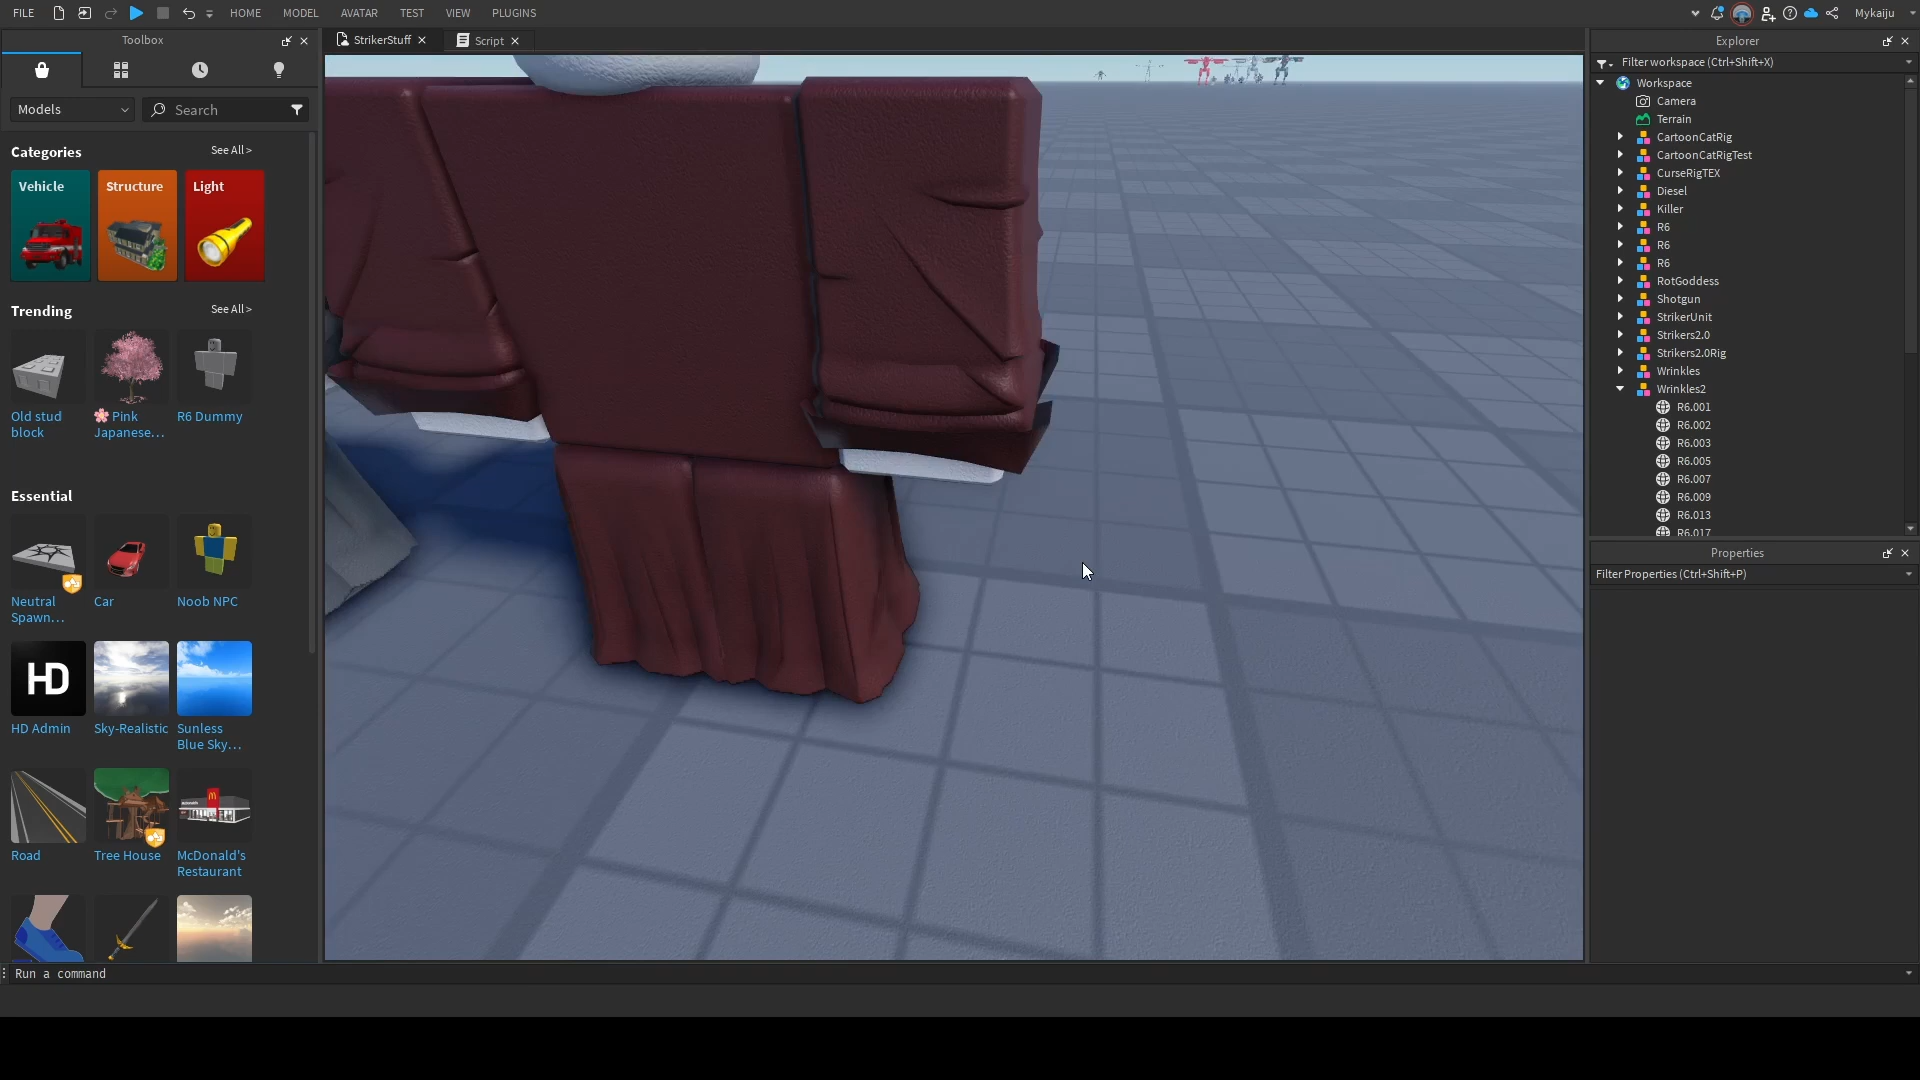 FILE
HOME
MODEL
AVATAR
TEST
VIEW
PLUGINS
Mykaiju
Toolbox
StrikerStuff
Script
Explorer
Filter workspace (Ctrl+Shift+X)
Models
Search
Categories
See All >
Vehicle
Structure
Light
Trending
See All >
Old stud
block
Pink
Japanese...
R6 Dummy
Essential
Neutral
Spawn...
Car
Noob NPC
HD
HD Admin
Sky-Realistic
Sunless
Blue Sky...
Road
Tree House
McDonald's
Restaurant
Workspace
Camera
Terrain
CartoonCatRig
CartoonCatRigTest
CurseRigTEX
Diesel
Killer
R6
R6
R6
RotGoddess
Shotgun
StrikerUnit
Strikers2.0
Strikers2.0Rig
Wrinkles
Wrinkles2
R6.001
R6.002
R6.003
R6.005
R6.007
R6.009
R6.013
R6.017
Properties
Filter Properties (Ctrl+Shift+P)
Run a command